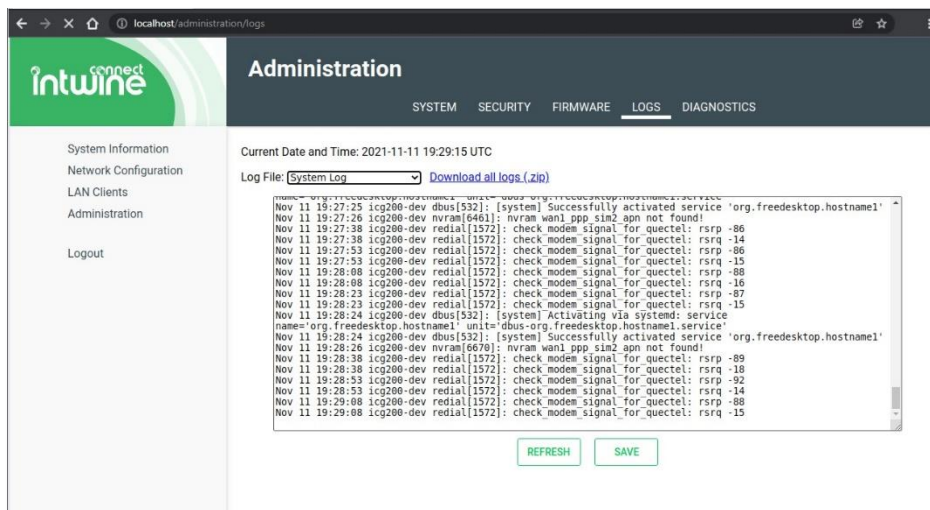 localhost/administration/logs
intwine
connect
Administration
SYSTEM SECURITY FIRMWARE LOGS DIAGNOSTICS
System Information
Network Configuration
LAN Clients
Administration
Logout
Current Date and Time: 2021-11-11 19:29:15 UTC
Log File: System Log Download all logs (.zip)
name='org.freedesktop.hostname1' unit='dbus-org.freedesktop.hostname1.service'
Nov 11 19:27:25 icg200-dev dbus[532]: [system] Successfully activated service 'org.freedesktop.hostname1'
Nov 11 19:27:26 icg200-dev nvram[6461]: nvram wan1_ppp_sim2_apn not found!
Nov 11 19:27:38 icg200-dev redial[1572]: check_modem_signal_for_quectel: rsrp -86
Nov 11 19:27:38 icg200-dev redial[1572]: check_modem_signal_for_quectel: rsrq -14
Nov 11 19:27:53 icg200-dev redial[1572]: check_modem_signal_for_quectel: rsrp -86
Nov 11 19:27:53 icg200-dev redial[1572]: check_modem_signal_for_quectel: rsrq -15
Nov 11 19:28:08 icg200-dev redial[1572]: check_modem_signal_for_quectel: rsrp -88
Nov 11 19:28:08 icg200-dev redial[1572]: check_modem_signal_for_quectel: rsrq -16
Nov 11 19:28:23 icg200-dev redial[1572]: check_modem_signal_for_quectel: rsrp -87
Nov 11 19:28:23 icg200-dev redial[1572]: check_modem_signal_for_quectel: rsrq -15
Nov 11 19:28:24 icg200-dev dbus[532]: [system] Activating via systemd: service
name='org.freedesktop.hostname1' unit='dbus-org.freedesktop.hostname1.service'
Nov 11 19:28:24 icg200-dev dbus[532]: [system] Successfully activated service 'org.freedesktop.hostname1'
Nov 11 19:28:26 icg200-dev nvram[6670]: nvram wan1_ppp_sim2_apn not found!
Nov 11 19:28:38 icg200-dev redial[1572]: check_modem_signal_for_quectel: rsrp -89
Nov 11 19:28:38 icg200-dev redial[1572]: check_modem_signal_for_quectel: rsrq -18
Nov 11 19:28:53 icg200-dev redial[1572]: check_modem_signal_for_quectel: rsrp -92
Nov 11 19:28:53 icg200-dev redial[1572]: check_modem_signal_for_quectel: rsrq -14
Nov 11 19:29:08 icg200-dev redial[1572]: check_modem_signal_for_quectel: rsrp -88
Nov 11 19:29:08 icg200-dev redial[1572]: check_modem_signal_for_quectel: rsrq -15
REFRESH SAVE